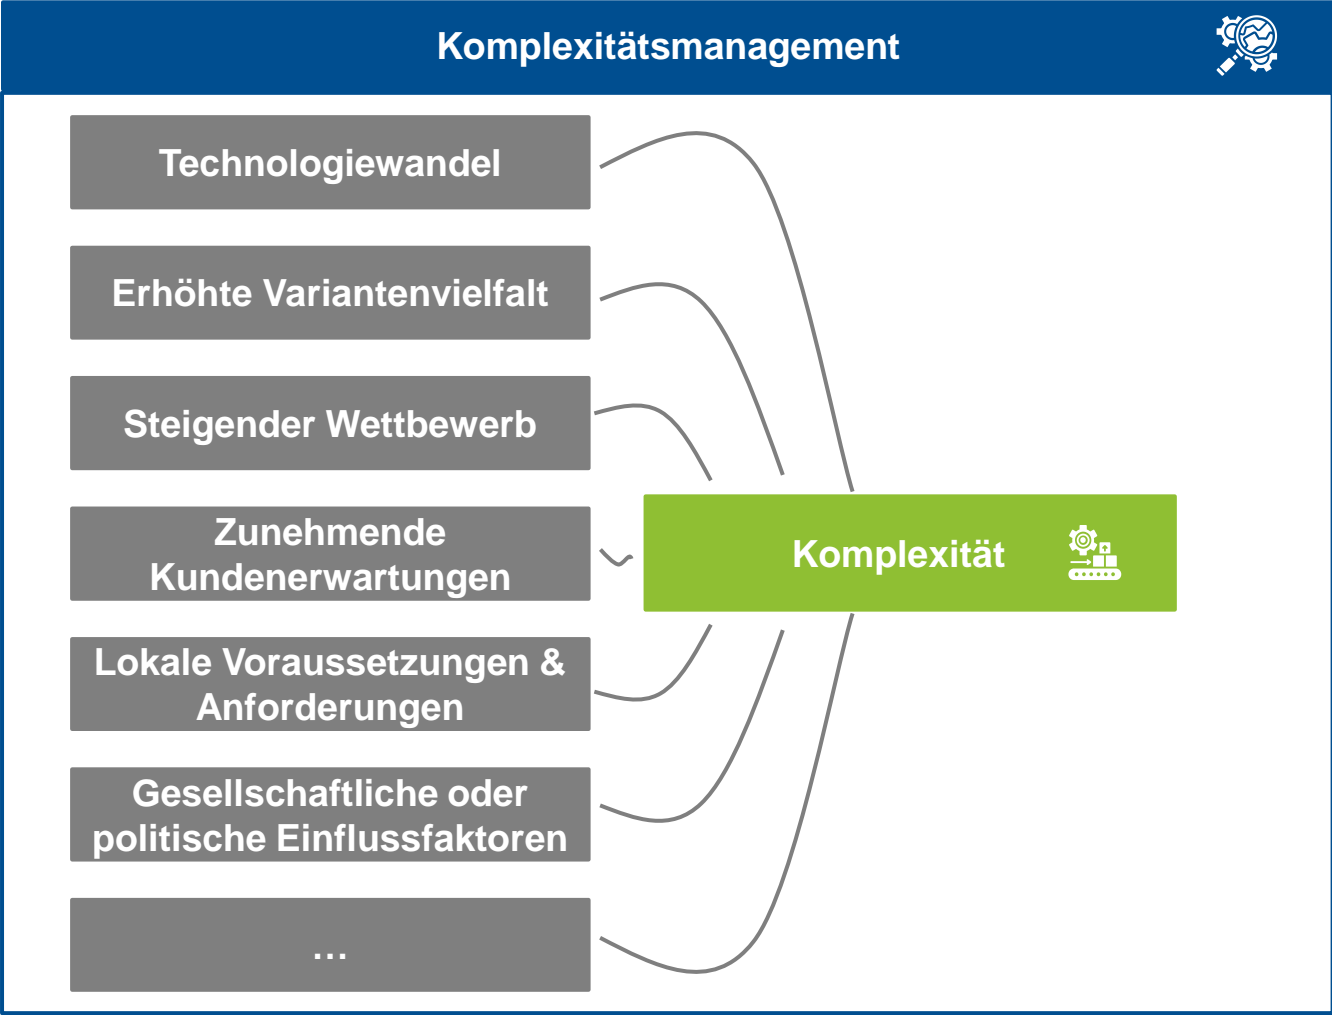 Komplexitätsmanagement
Technologiewandel
Erhöhte Variantenvielfalt
Steigender Wettbewerb
Zunehmende
Kundenerwartungen
Komplexität
Lokale Voraussetzungen &
Anforderungen
Gesellschaftliche oder
politische Einflussfaktoren
…